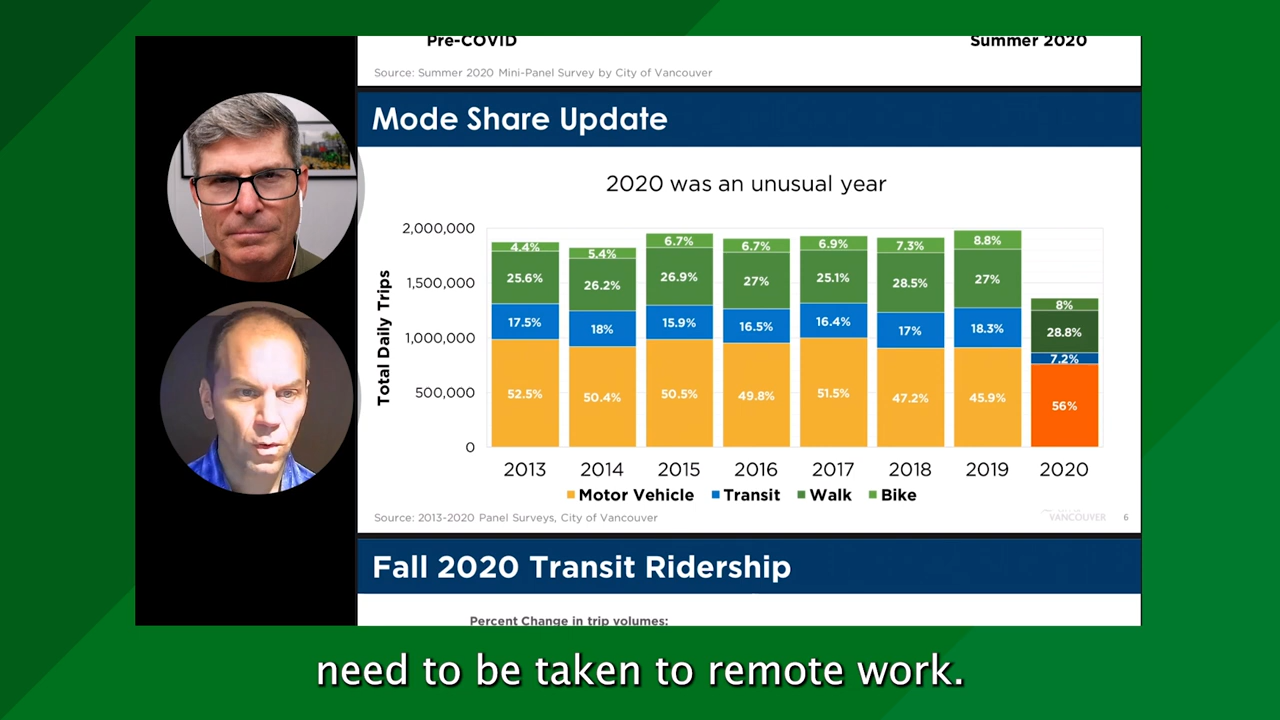 Pre-COVID Summer 2020
Source: Summer 2020 Mini-Panel Survey by City of Vancouver
Mode Share Update
2020 was an unusual year
Total Daily Trips
2,000,000
1,500,000
1,000,000
500,000
0
4.4% 5.4% 6.7% 6.7% 6.9% 7.3% 8.8% 8%
25.6% 26.2% 26.9% 27% 25.1% 28.5% 27% 28.8%
17.5% 18% 15.9% 16.5% 16.4% 17% 18.3% 7.2%
52.5% 50.4% 50.5% 49.8% 51.5% 47.2% 45.9% 56%
2013 2014 2015 2016 2017 2018 2019 2020
Motor Vehicle Transit Walk Bike
Source: 2013-2020 Panel Surveys, City of Vancouver
VANCOUVER 6
Fall 2020 Transit Ridership
Percent Change in trip volumes:
need to be taken to remote work.